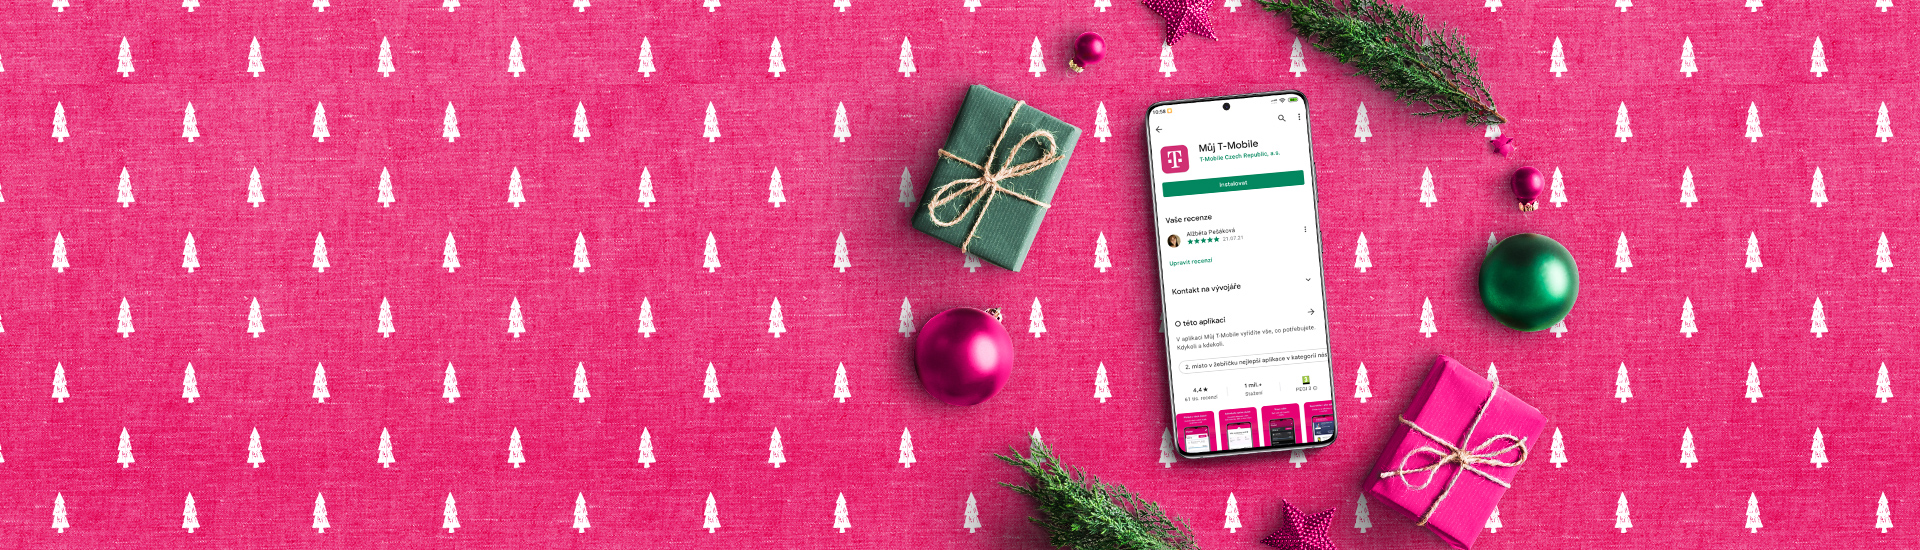 10:58
Můj T-Mobile
T-Mobile Czech Republic, a.s.
Instalovat
Vaše recenze
Alžběta Pešáková
★★★★★ 21.07.21
Upravit recenzi
Kontakt na vývojáře
O této aplikaci
V aplikaci Můj T-Mobile vyřídíte vše, co potřebujete.
Kdykoli a kdekoli.
2. místo v žebříčku nejlepší aplikace v kategorii nás
4,4★
61 tis. recenzí
1 mil.+
Stažení
PEGI 3